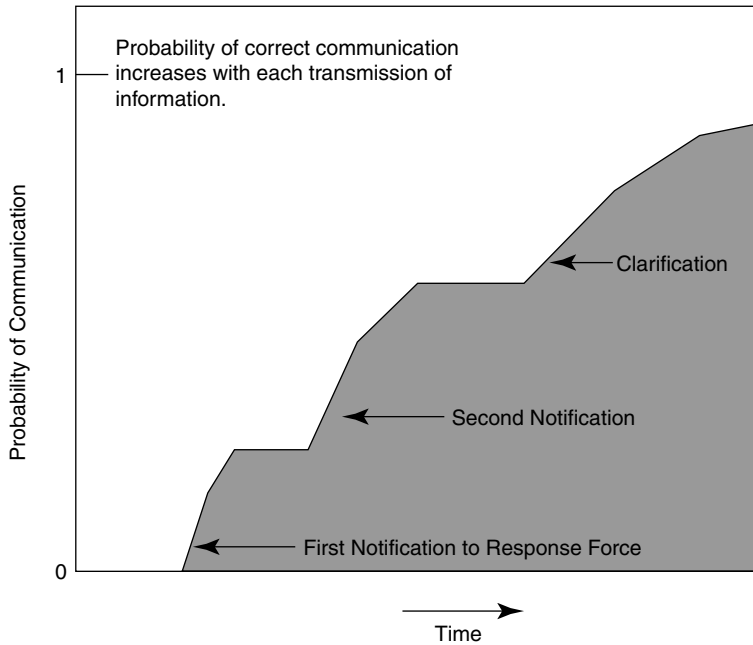 Probability of correct communication
increases with each transmission of
information.
1
Probability of Communication
Clarification
Second Notification
First Notification to Response Force
0
Time